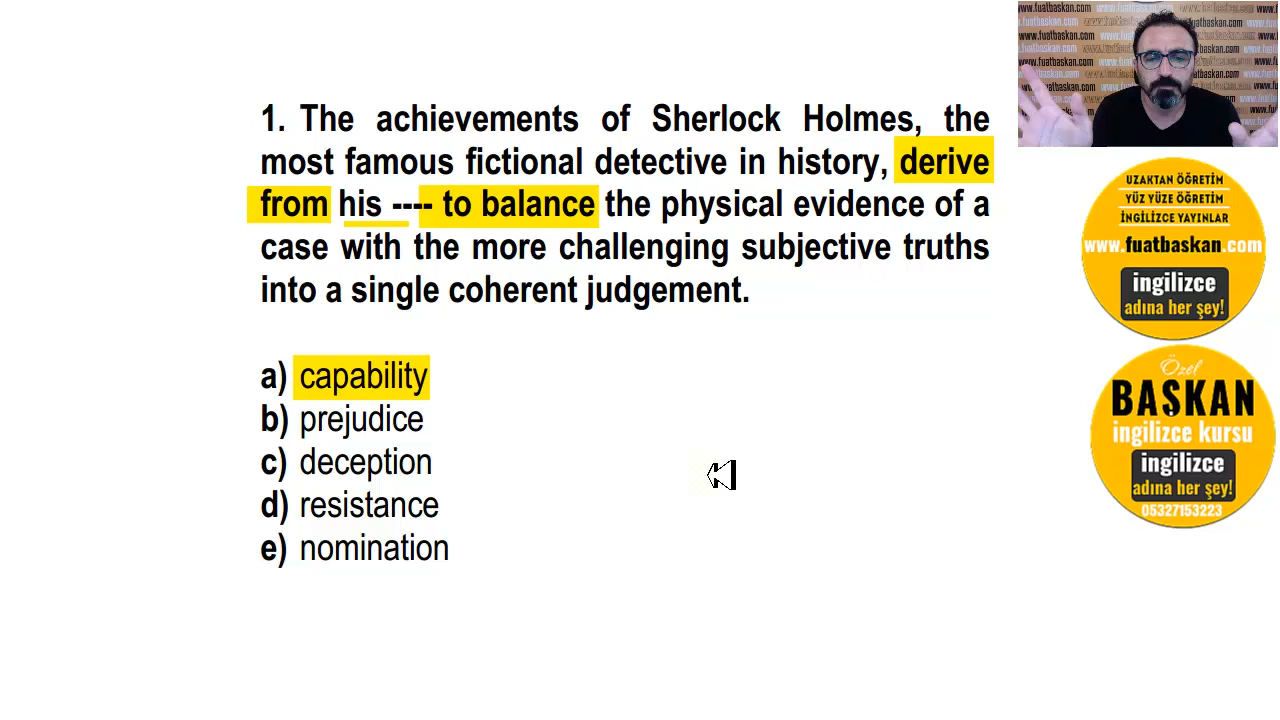 1. The achievements of Sherlock Holmes, the
most famous fictional detective in history, derive
from his ---- to balance the physical evidence of a
case with the more challenging subjective truths
into a single coherent judgement.
a) capability
b) prejudice
c) deception
d) resistance
e) nomination
www.fuatbaskan.com
UZAKTAN ÖĞRETİM
YÜZ YÜZE ÖĞRETİM
İNGİLİZCE YAYINLAR
www.fuatbaskan.com
ingilizce
adına her şey!
Özel
BAŞKAN
ingilizce kursu
ingilizce
adına her şey!
05327153223